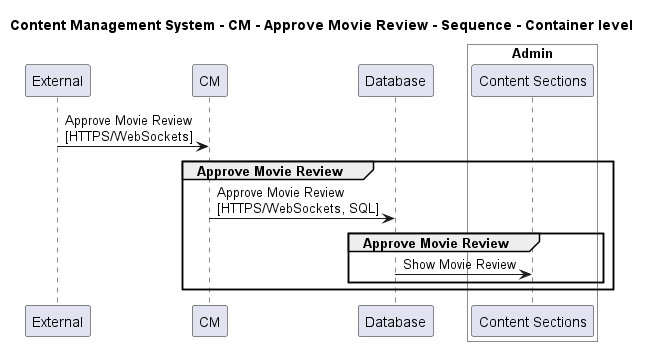 Content Management System - CM - Approve Movie Review - Sequence - Container level
Admin
External
CM
Database
Content Sections
Approve Movie Review
[HTTPS/WebSockets]
Approve Movie Review
Approve Movie Review
[HTTPS/WebSockets, SQL]
Approve Movie Review
Show Movie Review
External
CM
Database
Content Sections